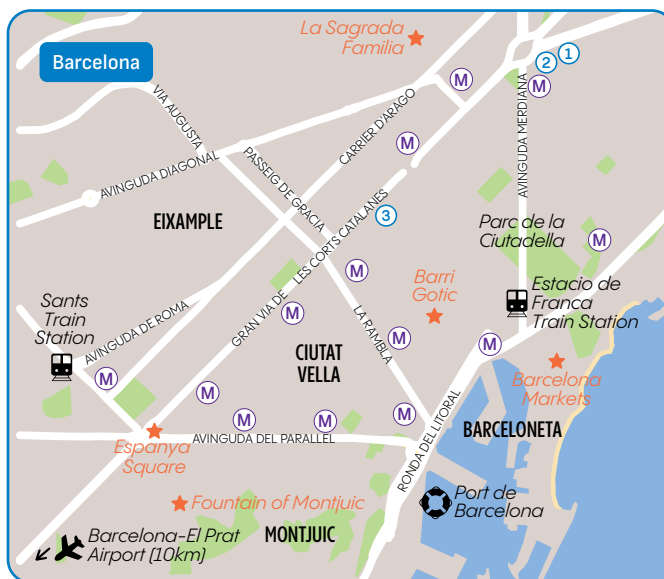 La Sagrada
Familia
Barcelona
1
2
M
M
VIA AUGUSTA
CARRIER D'ARAGO
AVINGUDA MERDIANA
M
PASSEIG DE GRACIA
AVINGUDA DIAGONAL
EIXAMPLE
3
LES CORTS CATALANES
GRAN VIA DE
Parc de la
Ciutadella
M
M
Barri
Gotic
Estacio de
Franca
Train Station
Sants
Train
Station
AVINGUDA DE ROMA
M
LA RAMBLA
M
M
CIUTAT
VELLA
Barcelona
Markets
M
M
M
M
M
AVINGUDA DEL PARALLEL
Espanya
Square
RONDA DEL LITORAL
BARCELONETA
Fountain of Montjuic
Port de
Barcelona
MONTJUIC
Barcelona-El Prat
Airport (10km)